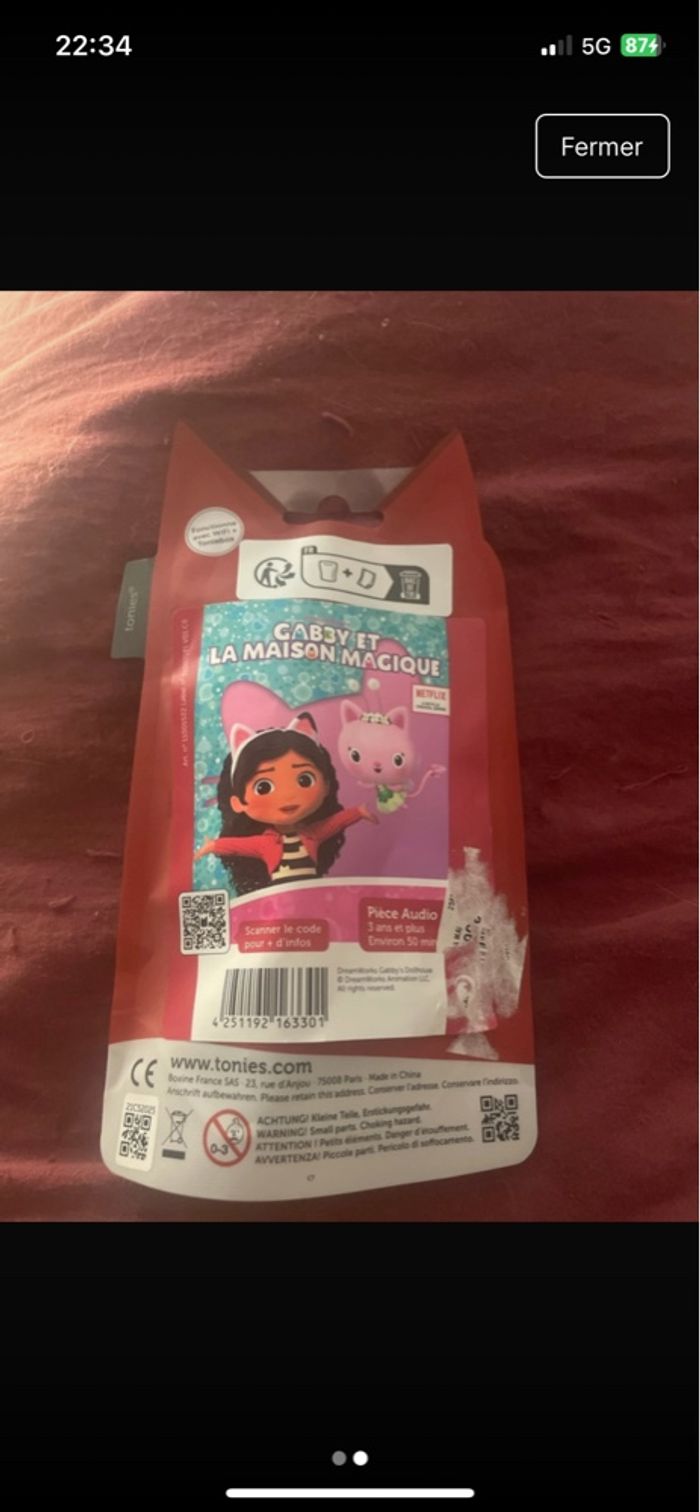 22:34
5G 87
Fermer
Fonctionne
avec WiFi +
Toniebox
tonies®
FR
GABBY ET
LA MAISON MAGIQUE
NETFLIX
Scanner le code
pour + d'infos
Pièce Audio
3 ans et plus
Environ 50 min
DreamWorks Gabby's Dollhouse
© DreamWorks Animation LLC.
All rights reserved.
4 251192 163301
CE
www.tonies.com
Boxine France SAS · 23, rue d'Anjou · 75008 Paris · Made in China
Anschrift aufbewahren. Please retain this address. Conserver l'adresse. Conservare l'indirizzo.
21CS2025
0-3
ACHTUNG! Kleine Teile, Erstickungsgefahr.
WARNING! Small parts. Choking hazard.
ATTENTION ! Petits éléments. Danger d'étouffement.
AVVERTENZA! Piccole parti. Pericolo di soffocamento.